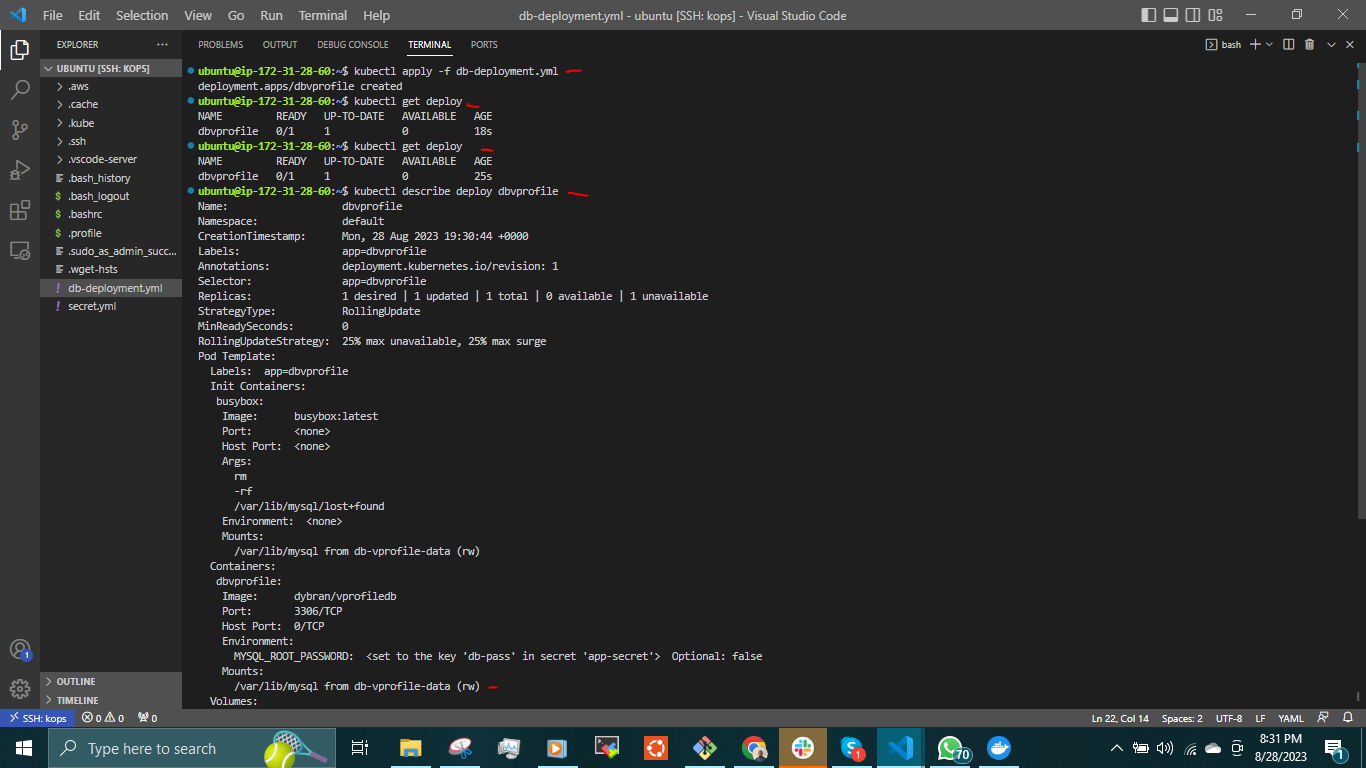 File Edit Selection View Go Run Terminal Help db-deployment.yml - ubuntu [SSH: kops] - Visual Studio Code
EXPLORER ···
UBUNTU [SSH: KOPS]
> .aws
> .cache
> .kube
> .ssh
> .vscode-server
.bash_history
$ .bash_logout
$ .bashrc
$ .profile
.sudo_as_admin_succ...
.wget-hsts
! db-deployment.yml
! secret.yml
OUTLINE
TIMELINE
PROBLEMS OUTPUT DEBUG CONSOLE TERMINAL PORTS bash
ubuntu@ip-172-31-28-60:~$ kubectl apply -f db-deployment.yml
deployment.apps/dbvprofile created
ubuntu@ip-172-31-28-60:~$ kubectl get deploy
NAME READY UP-TO-DATE AVAILABLE AGE
dbvprofile 0/1 1 0 18s
ubuntu@ip-172-31-28-60:~$ kubectl get deploy
NAME READY UP-TO-DATE AVAILABLE AGE
dbvprofile 0/1 1 0 25s
ubuntu@ip-172-31-28-60:~$ kubectl describe deploy dbvprofile
Name: dbvprofile
Namespace: default
CreationTimestamp: Mon, 28 Aug 2023 19:30:44 +0000
Labels: app=dbvprofile
Annotations: deployment.kubernetes.io/revision: 1
Selector: app=dbvprofile
Replicas: 1 desired | 1 updated | 1 total | 0 available | 1 unavailable
StrategyType: RollingUpdate
MinReadySeconds: 0
RollingUpdateStrategy: 25% max unavailable, 25% max surge
Pod Template:
Labels: app=dbvprofile
Init Containers:
busybox:
Image: busybox:latest
Port: <none>
Host Port: <none>
Args:
rm
-rf
/var/lib/mysql/lost+found
Environment: <none>
Mounts:
/var/lib/mysql from db-vprofile-data (rw)
Containers:
dbvprofile:
Image: dybran/vprofiledb
Port: 3306/TCP
Host Port: 0/TCP
Environment:
MYSQL_ROOT_PASSWORD: <set to the key 'db-pass' in secret 'app-secret'> Optional: false
Mounts:
/var/lib/mysql from db-vprofile-data (rw)
Volumes:
1
SSH: kops 0 0 0 Ln 22, Col 14 Spaces: 2 UTF-8 LF YAML
Type here to search
1
70
8:31 PM
8/28/2023
1